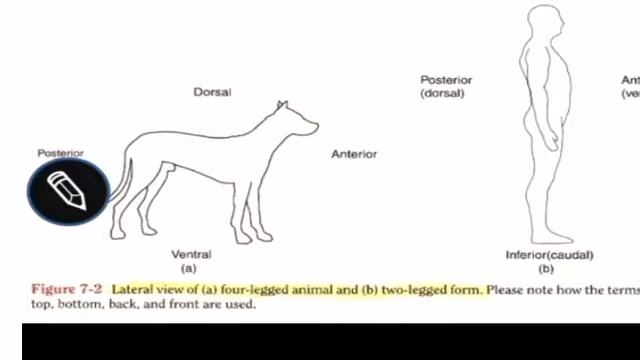 Dorsal
Posterior
(dorsal)
Posterior
Anterior
Ventral
(a)
Inferior(caudal)
(b)
Figure 7-2 Lateral view of (a) four-legged animal and (b) two-legged form. Please note how the terms
top, bottom, back, and front are used.